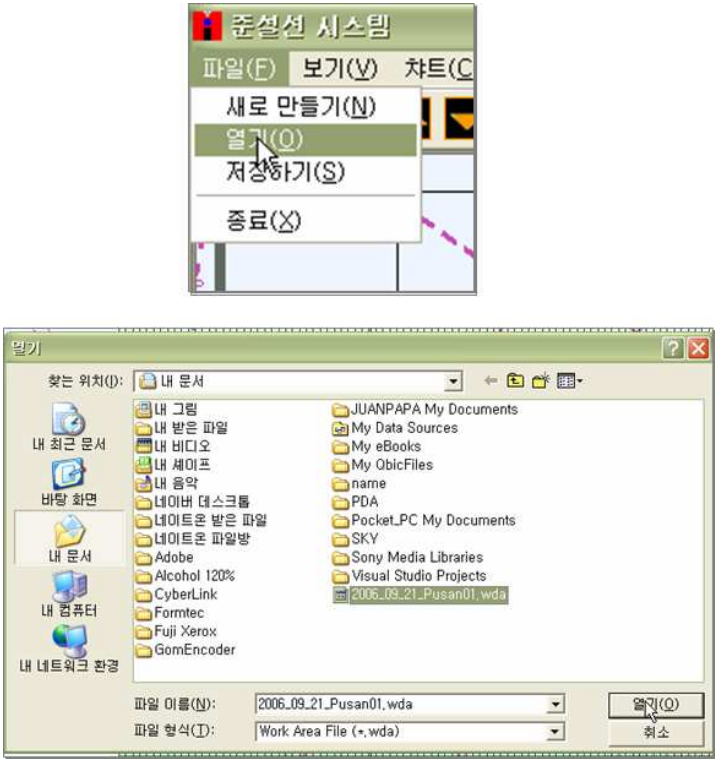 준설선 시스템
파일(F) 보기(V) 챠트(C
새로 만들기(N)
열기(O)
저장하기(S)
종료(X)
열기
찾는 위치(I): 내 문서
내 최근 문서
바탕 화면
내 문서
내 컴퓨터
내 네트워크 환경
내 그림
내 받은 파일
내 비디오
내 셰이프
내 음악
네이버 데스크톱
네이트온 받은 파일
네이트온 파일방
Adobe
Alcohol 120%
CyberLink
Formtec
Fuji Xerox
GomEncoder
JUANPAPA My Documents
My Data Sources
My eBooks
My QbicFiles
name
PDA
Pocket_PC My Documents
SKY
Sony Media Libraries
Visual Studio Projects
2006_09_21_Pusan01.wda
파일 이름(N): 2006_09_21_Pusan01.wda 열기(O)
파일 형식(T): Work Area File (*.wda) 취소